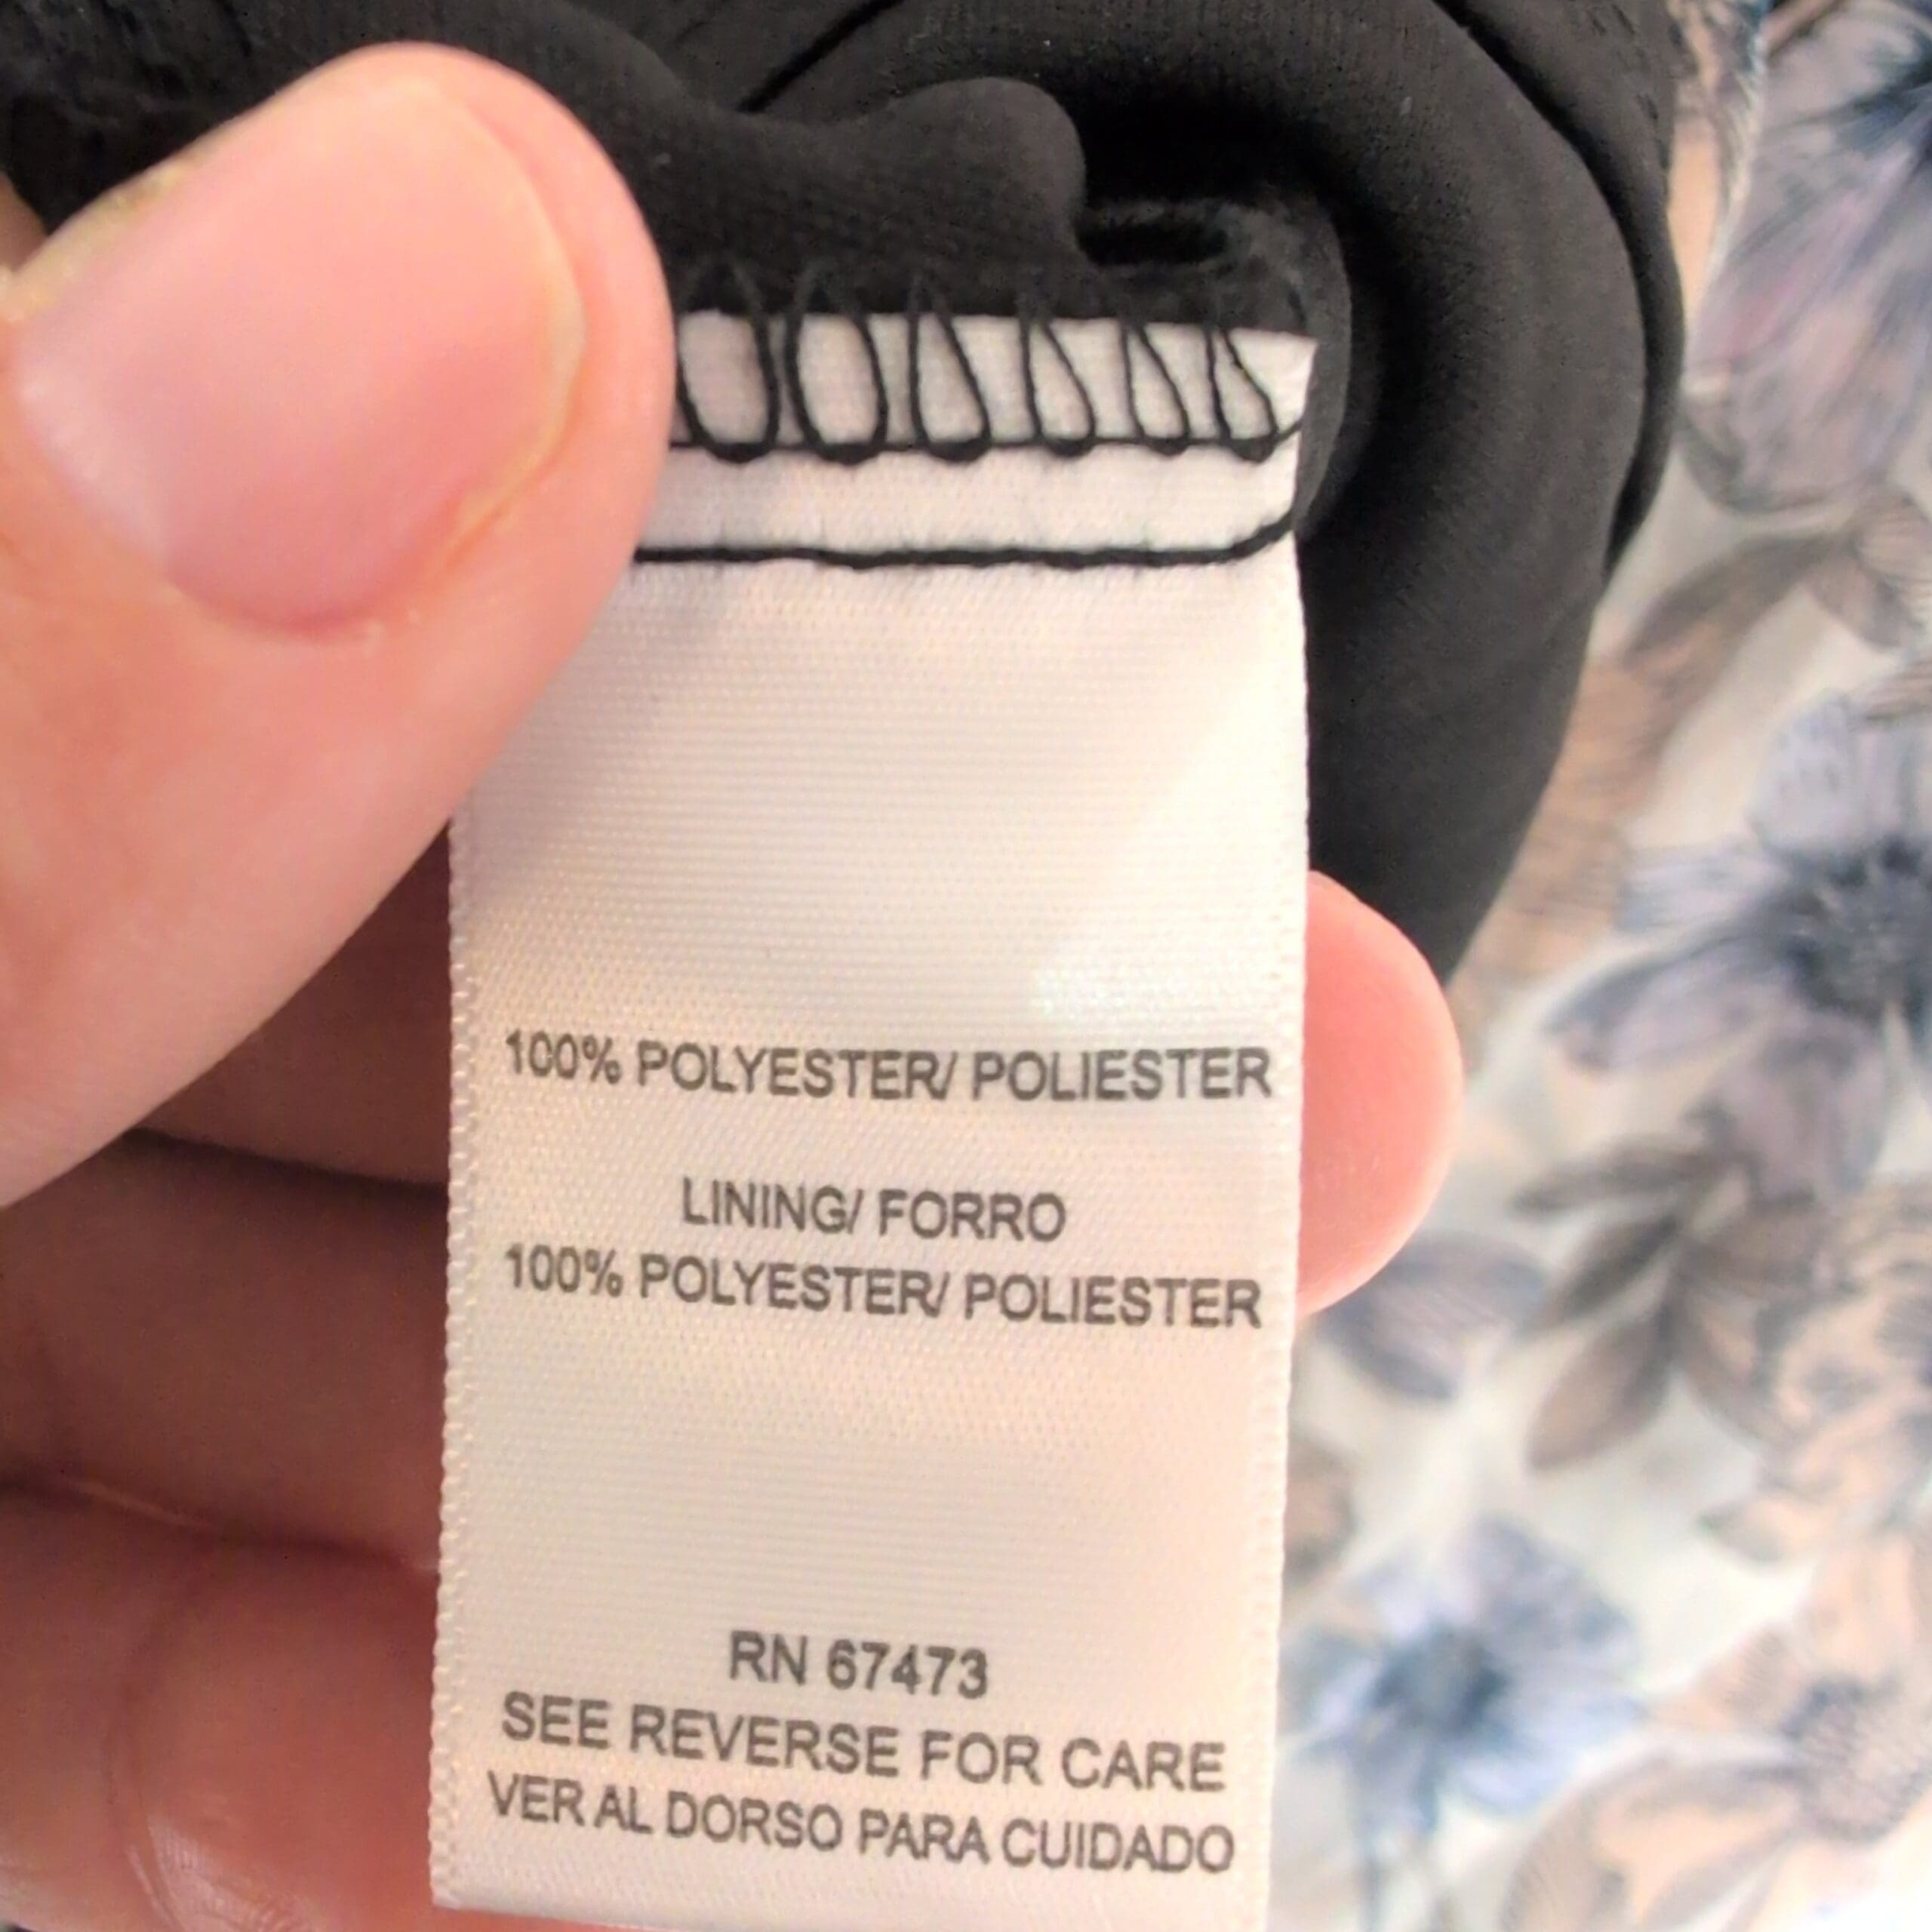 100% POLYESTER/ POLIESTER
LINING/ FORRO
100% POLYESTER/ POLIESTER
RN 67473
SEE REVERSE FOR CARE
VER AL DORSO PARA CUIDADO